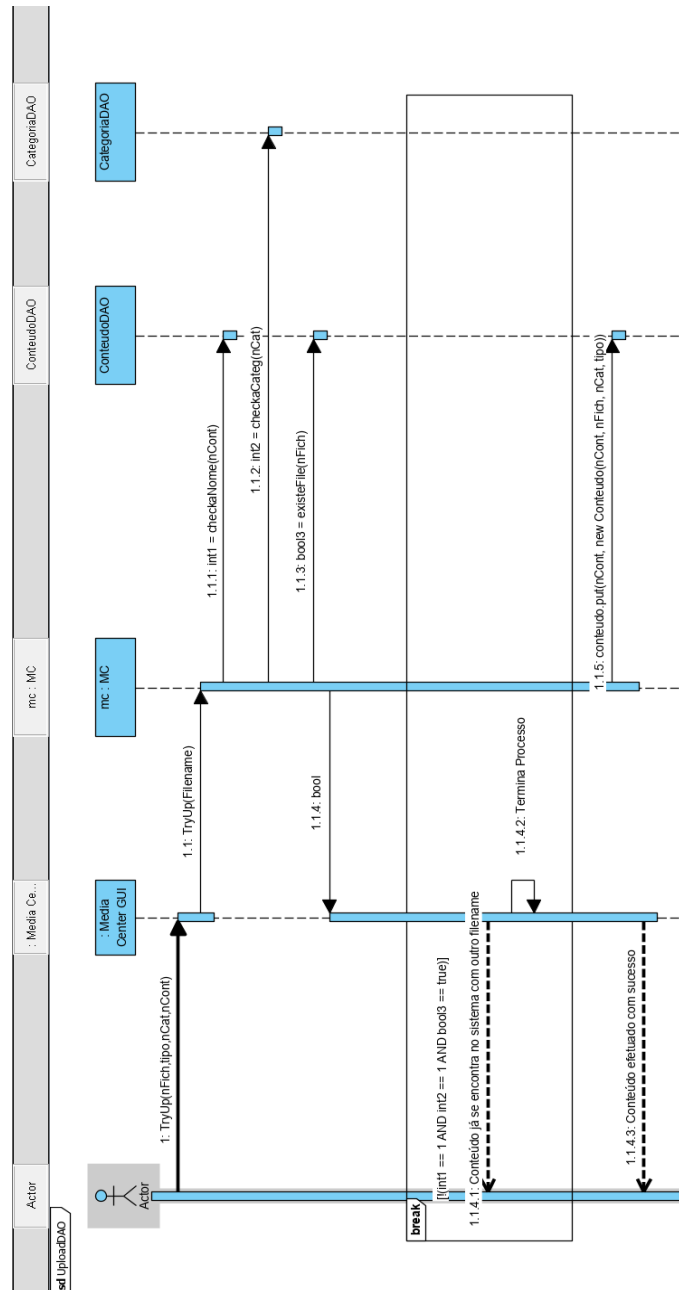 Actor
: Media Ce...
mc : MC
ConteudoDAO
CategoriaDAO
sd UploadDAO
Actor
: Media
Center GUI
mc : MC
ConteudoDAO
CategoriaDAO
1: TryUp(nFich,tipo,nCat,nCont)
1.1: TryUp(Filename)
1.1.1: int1 = checkaNome(nCont)
1.1.2: int2 = checkaCateg(nCat)
1.1.3: bool3 = existeFile(nFich)
1.1.4: bool
break
[!(int1 == 1 AND int2 == 1 AND bool3 == true)]
1.1.4.1: Conteúdo já se encontra no sistema com outro filename
1.1.4.2: Termina Processo
1.1.5: conteudo.put(nCont, new Conteudo(nCont, nFich, nCat, tipo))
1.1.4.3: Conteúdo efetuado com sucesso